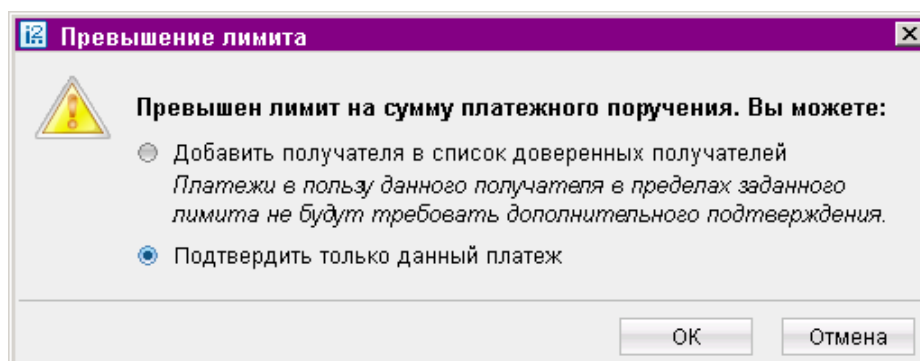 i2 Превышение лимита
Превышен лимит на сумму платежного поручения. Вы можете:
Добавить получателя в список доверенных получателей
Платежи в пользу данного получателя в пределах заданного
лимита не будут требовать дополнительного подтверждения.
Подтвердить только данный платеж
ОК Отмена